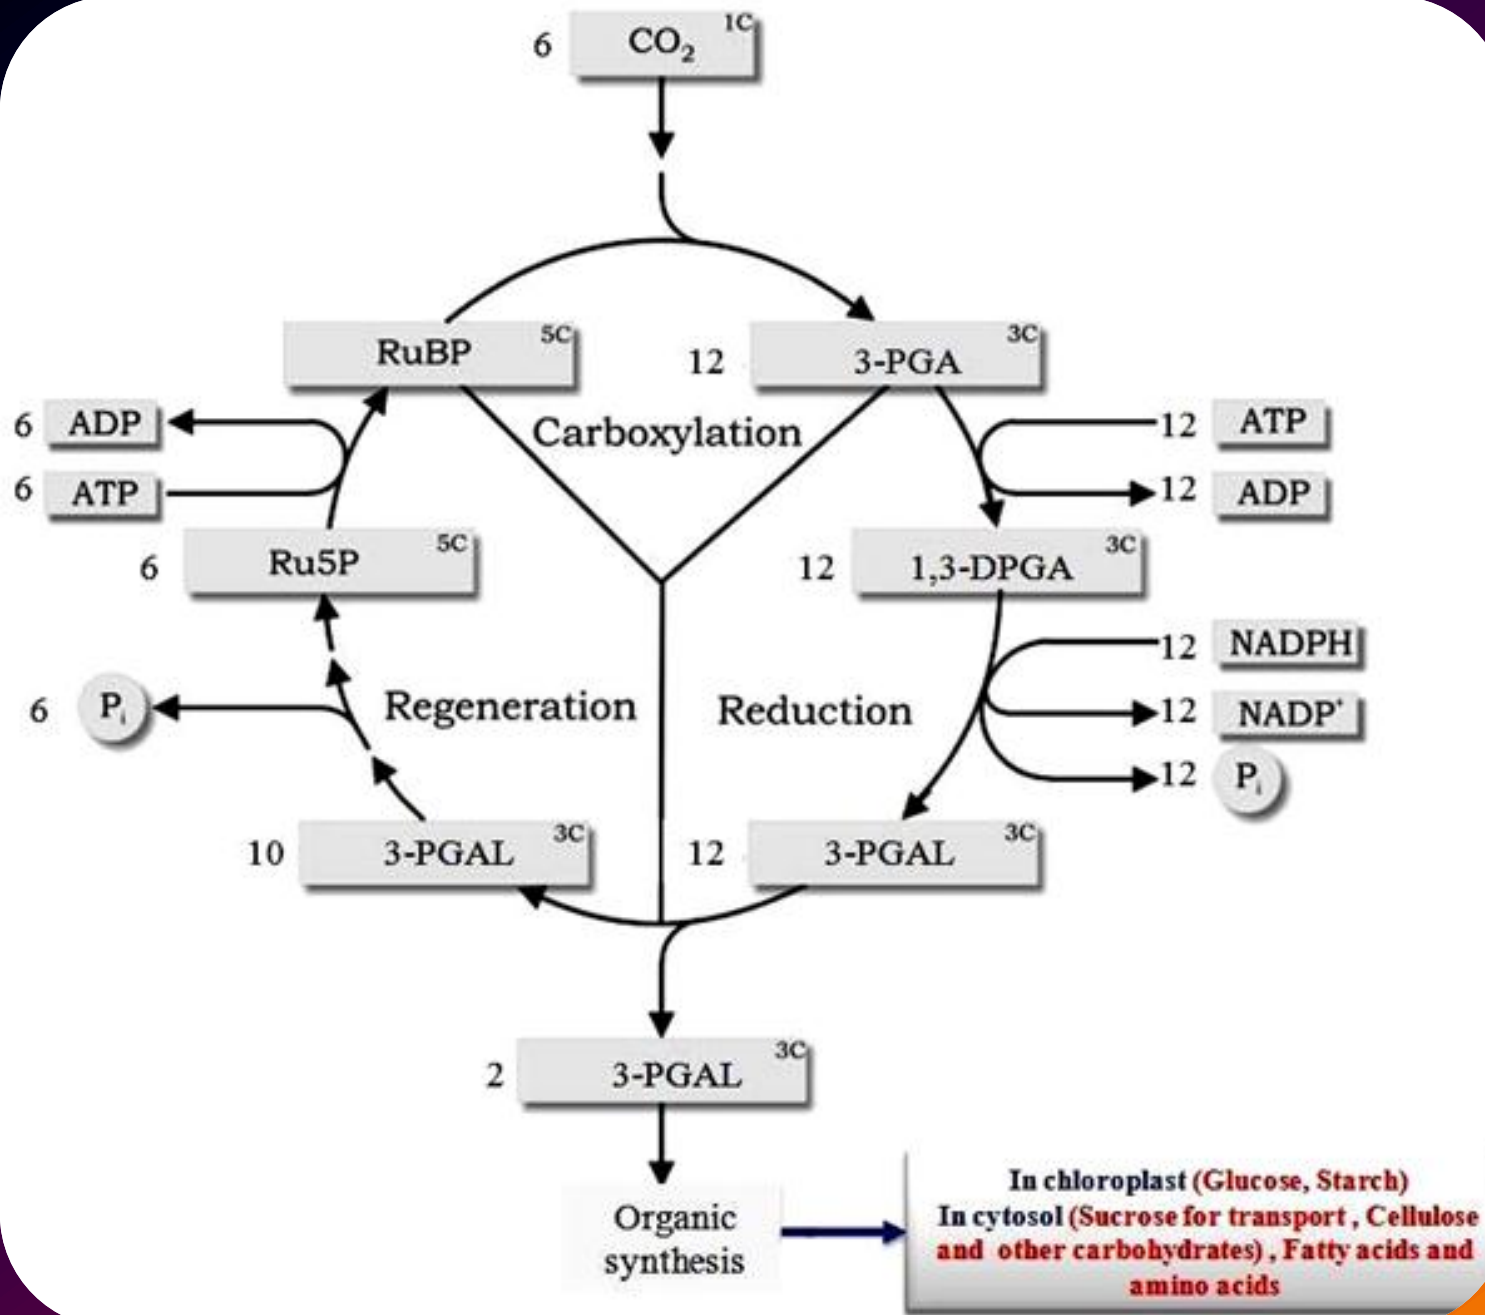 6 CO₂ 1C
RuBP 5C
12 3-PGA 3C
Carboxylation
6 ADP
12 ATP
6 ATP
12 ADP
6 Ru5P 5C
12 1,3-DPGA 3C
12 NADPH
6 Pi
Regeneration
Reduction
12 NADP⁺
12 Pi
10 3-PGAL 3C
12 3-PGAL 3C
2 3-PGAL 3C
Organic
synthesis
In chloroplast (Glucose, Starch)
In cytosol (Sucrose for transport , Cellulose
and other carbohydrates) , Fatty acids and
amino acids